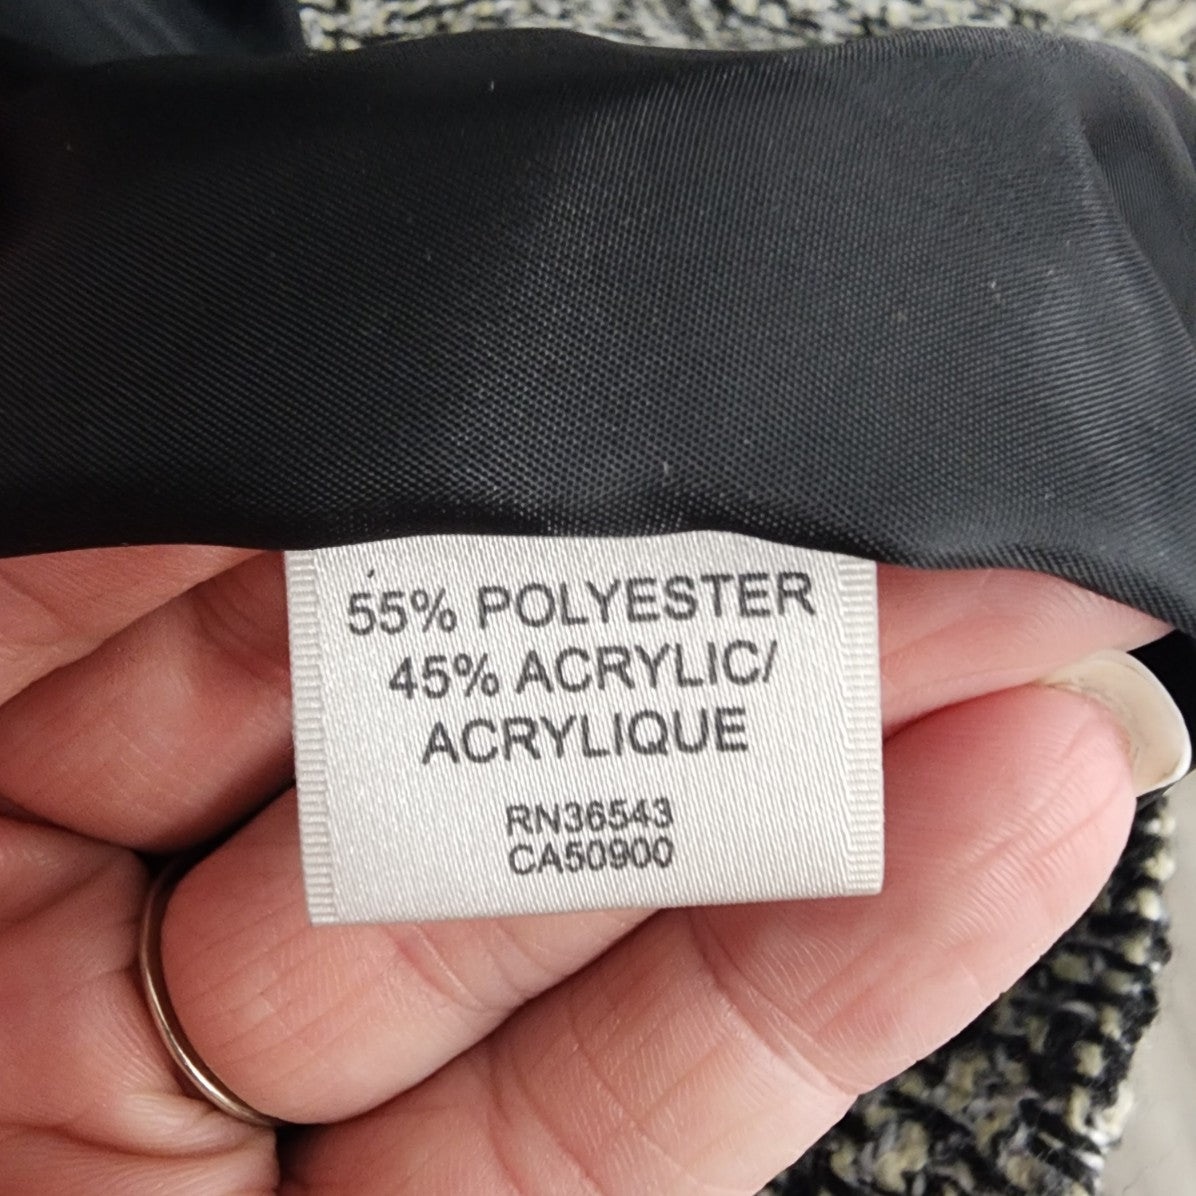 55% POLYESTER
45% ACRYLIC/
ACRYLIQUE
RN36543
CA50900